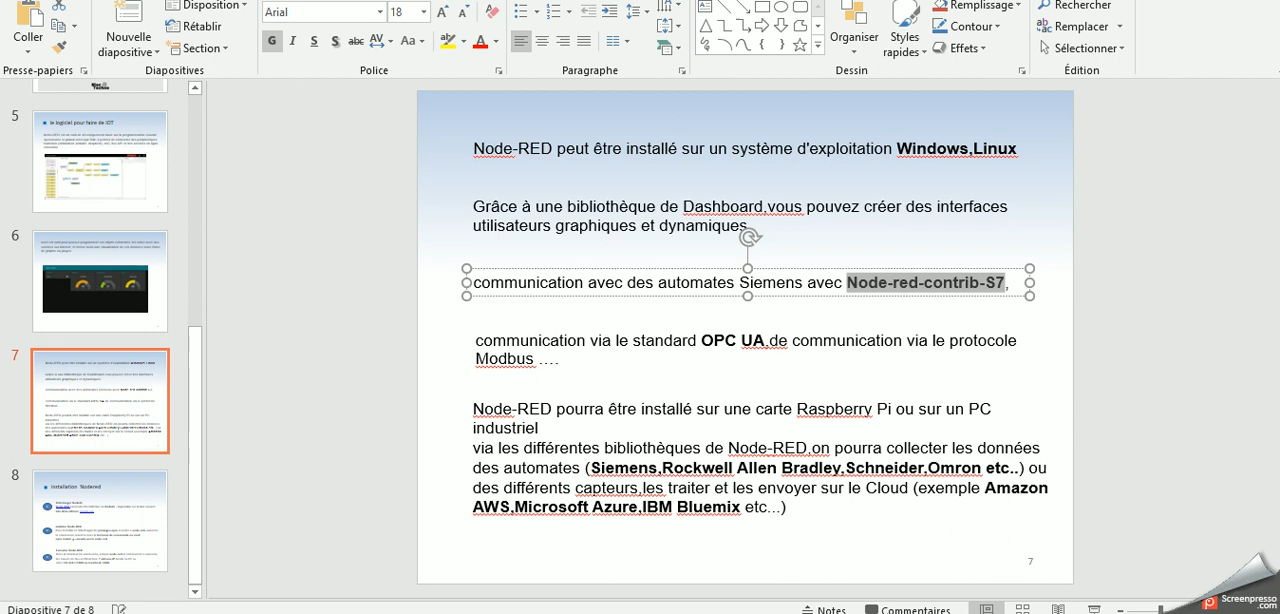 Disposition
Rétablir
Section
Coller
Nouvelle
diapositive
Presse-papiers
Diapositives
Arial
18
G I S S abc AV Aa
A
Police
Paragraphe
Organiser
Styles
rapides
Remplissage
Contour
Effets
Dessin
Rechercher
Remplacer
Sélectionner
Édition
5
le logiciel pour faire de IOT
6
7
8
installation Nodered
Node-RED peut être installé sur un système d'exploitation Windows,Linux
Grâce à une bibliothèque de Dashboard,vous pouvez créer des interfaces
utilisateurs graphiques et dynamiques
communication avec des automates Siemens avec Node-red-contrib-S7,
communication via le standard OPC UA,de communication via le protocole
Modbus ….
Node-RED pourra être installé sur unecarte Raspberry Pi ou sur un PC
industriel
via les différentes bibliothèques de Node-RED,on pourra collecter les données
des automates (Siemens,Rockwell Allen Bradley,Schneider,Omron etc..) ou
desdifférents capteurs,les traiter et les envoyer sur le Cloud (exemple Amazon
AWS,Microsoft Azure,IBM Bluemix etc...)
7
Diapositive 7 de 8
Notes
Commentaires
Screenpresso
.com